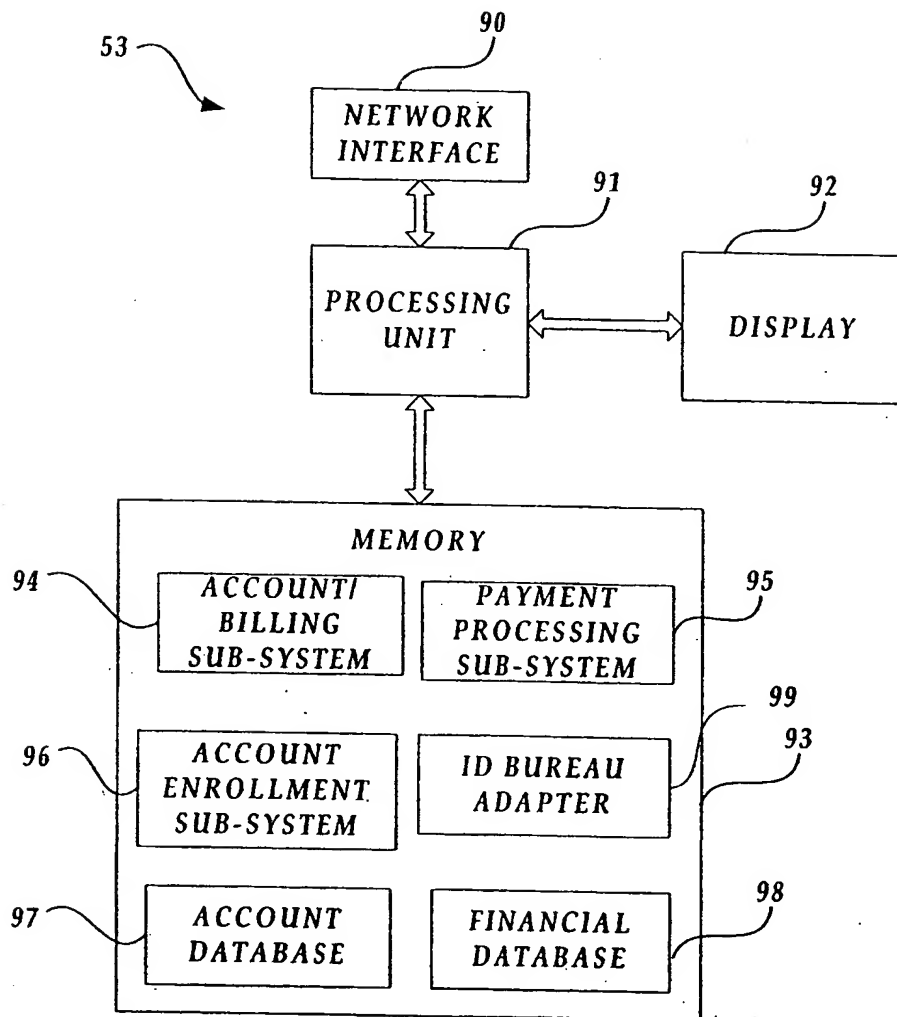 90
53
NETWORK
INTERFACE
91
92
PROCESSING
UNIT
DISPLAY
MEMORY
94
ACCOUNT/
BILLING
SUB-SYSTEM
PAYMENT
PROCESSING
SUB-SYSTEM
95
99
96
ACCOUNT
ENROLLMENT
SUB-SYSTEM
ID BUREAU
ADAPTER
93
97
ACCOUNT
DATABASE
FINANCIAL
DATABASE
98